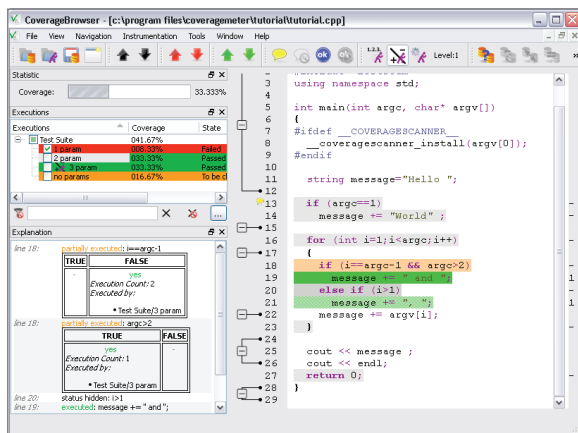 CoverageBrowser - [c:\program files\coveragemeter\tutorial\tutorial.cpp]
File View Navigation Instrumentation Tools Window Help
Level:1
Statistic
Coverage: 33.333%
Executions
Executions Coverage State
Test Suite 041.67%
1 param 008.33% Failed
2 param 033.33% Passed
3 param 033.33% Passed
no params 016.67% To be cl
...
Explanation
line 18: partially executed: i==argc-1
TRUE FALSE
- yes
Execution Count: 2
Executed by:
• Test Suite/3 param
line 18: partially executed: argc>2
TRUE FALSE
yes -
Execution Count: 1
Executed by:
• Test Suite/3 param
line 20: status hidden: i>1
line 19: executed: message += " and ";
3 using namespace std;
4
5 int main(int argc, char* argv[])
6 {
7 #ifdef __COVERAGESCANNER__
8 __coveragescanner_install(argv[0]);
9 #endif
10
11 string message="Hello ";
12
13 if (argc==1) -
14 message += "World" ; -
15
16 for (int i=1;i<argc;i++) -
17 {
18 if (i==argc-1 && argc>2) 1
19 message += " and "; 1
20 else if (i>1) -
21 message += ", "; 1
22 message += argv[i]; -
23 }
24
25 cout << message ;
26 cout << endl;
27 return 0; -
28 }
29